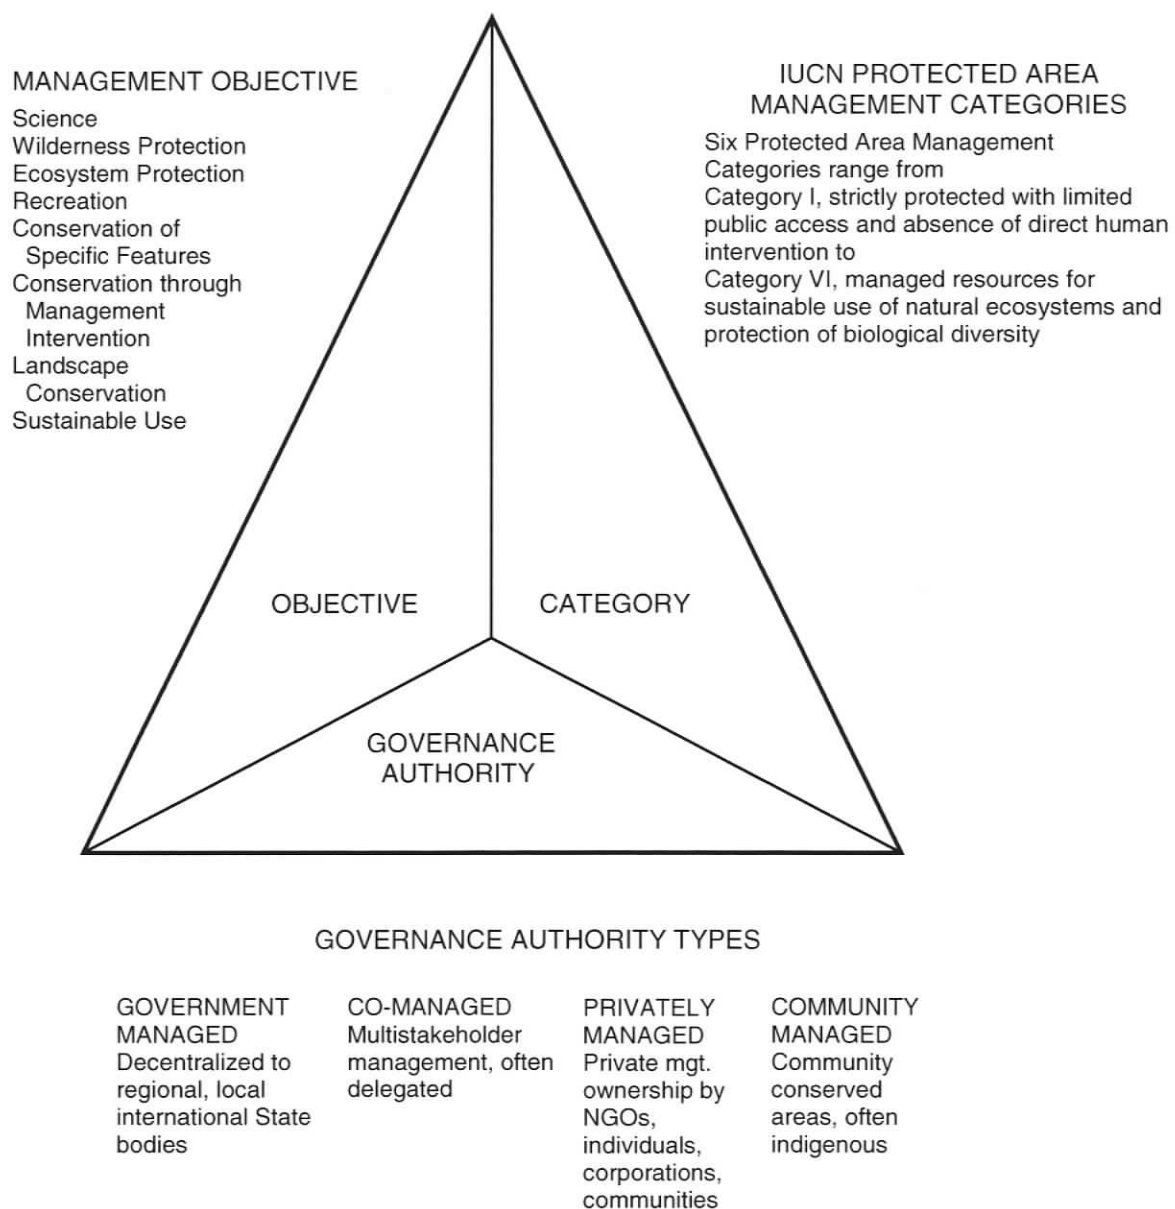 MANAGEMENT OBJECTIVE
Science
Wilderness Protection
Ecosystem Protection
Recreation
Conservation of
Specific Features
Conservation through
Management
Intervention
Landscape
Conservation
Sustainable Use
IUCN PROTECTED AREA
MANAGEMENT CATEGORIES
Six Protected Area Management
Categories range from
Category I, strictly protected with limited
public access and absence of direct human
intervention to
Category VI, managed resources for
sustainable use of natural ecosystems and
protection of biological diversity
OBJECTIVE
CATEGORY
GOVERNANCE
AUTHORITY
GOVERNANCE AUTHORITY TYPES
GOVERNMENT
MANAGED
Decentralized to
regional, local
international State
bodies
CO-MANAGED
Multistakeholder
management, often
delegated
PRIVATELY
MANAGED
Private mgt.
ownership by
NGOs,
individuals,
corporations,
communities
COMMUNITY
MANAGED
Community
conserved
areas, often
indigenous